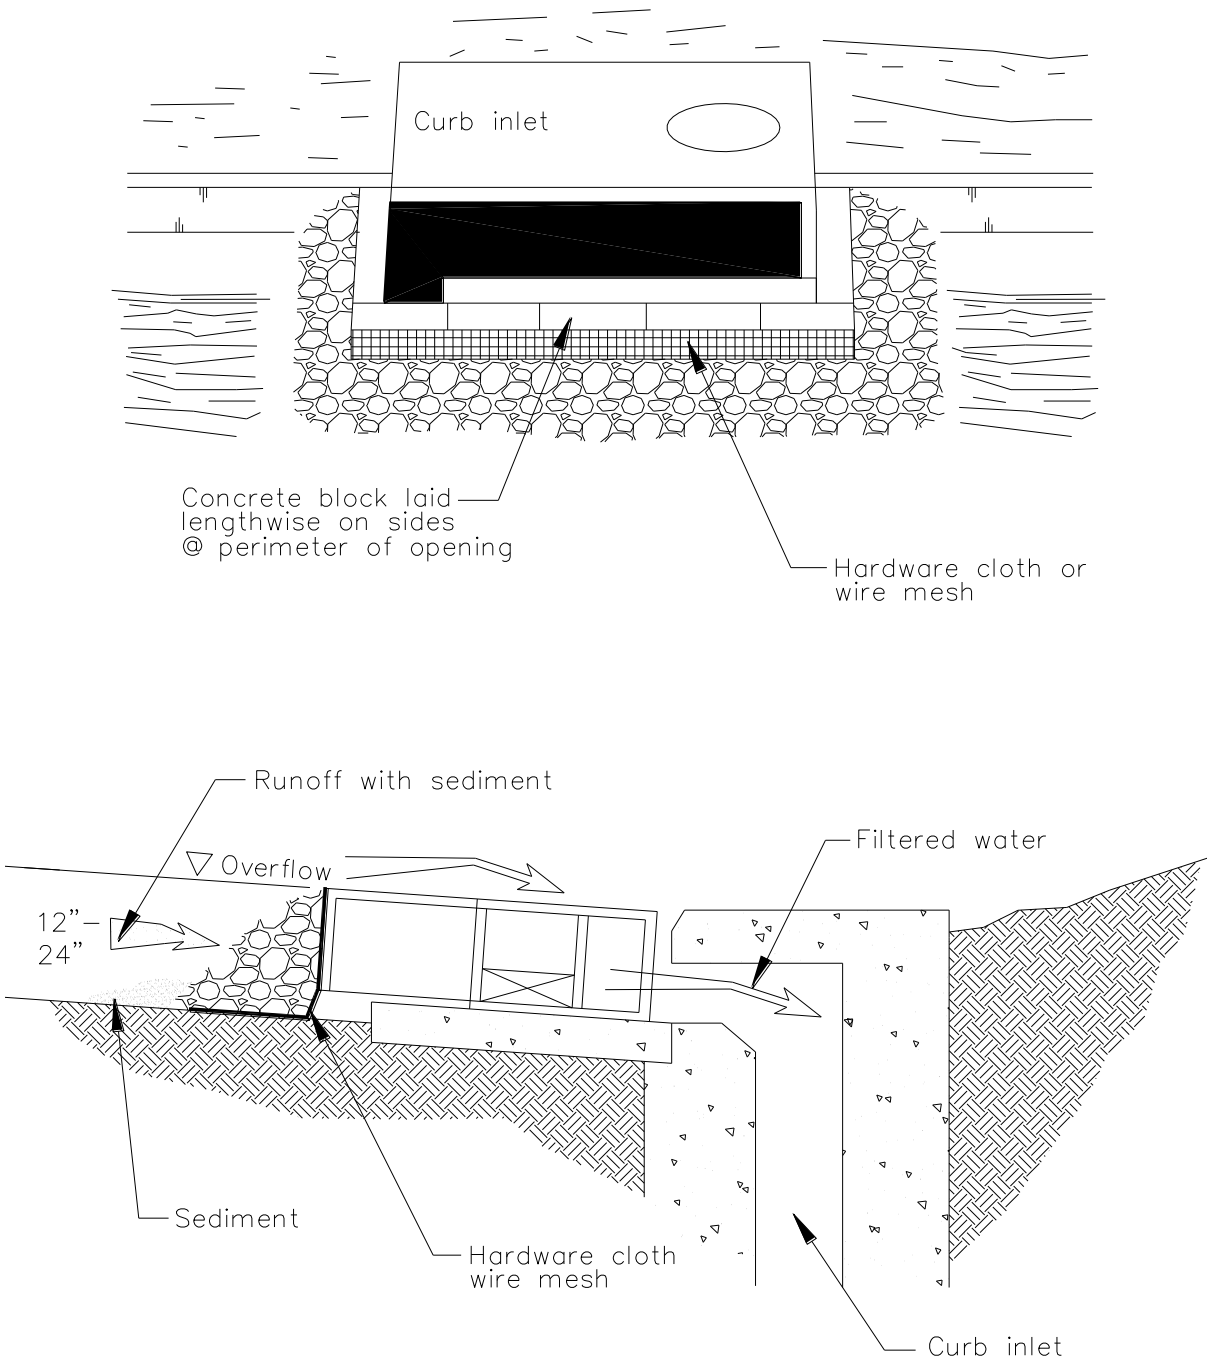 Curb inlet
Concrete block laid
lengthwise on sides
@ perimeter of opening
Hardware cloth or
wire mesh
Runoff with sediment
Filtered water
Overflow
12”–
24”
Sediment
Hardware cloth
wire mesh
Curb inlet